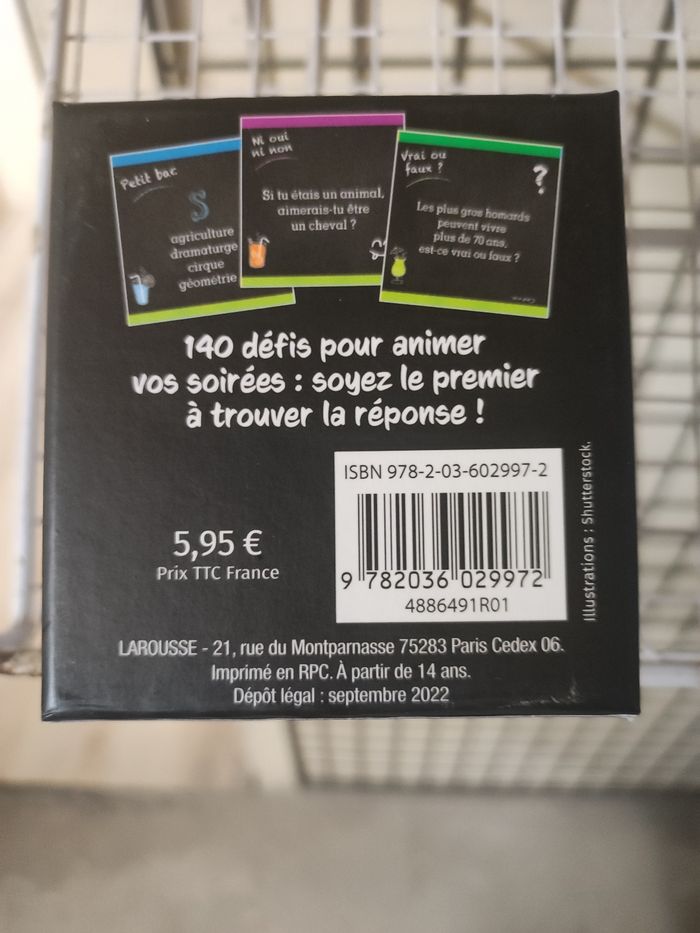 Petit bac
S
agriculture
dramaturge
cirque
géométrie
Ni oui
ni non
Si tu étais un animal,
aimerais-tu être
un cheval ?
Vrai ou
faux ?
?
Les plus gros homards
peuvent vivre
plus de 70 ans,
est-ce vrai ou faux ?
140 défis pour animer
vos soirées : soyez le premier
à trouver la réponse !
ISBN 978-2-03-602997-2
9 782036 029972
4886491R01
5,95 €
Prix TTC France
Illustrations : Shutterstock.
LAROUSSE - 21, rue du Montparnasse 75283 Paris Cedex 06.
Imprimé en RPC. À partir de 14 ans.
Dépôt légal : septembre 2022